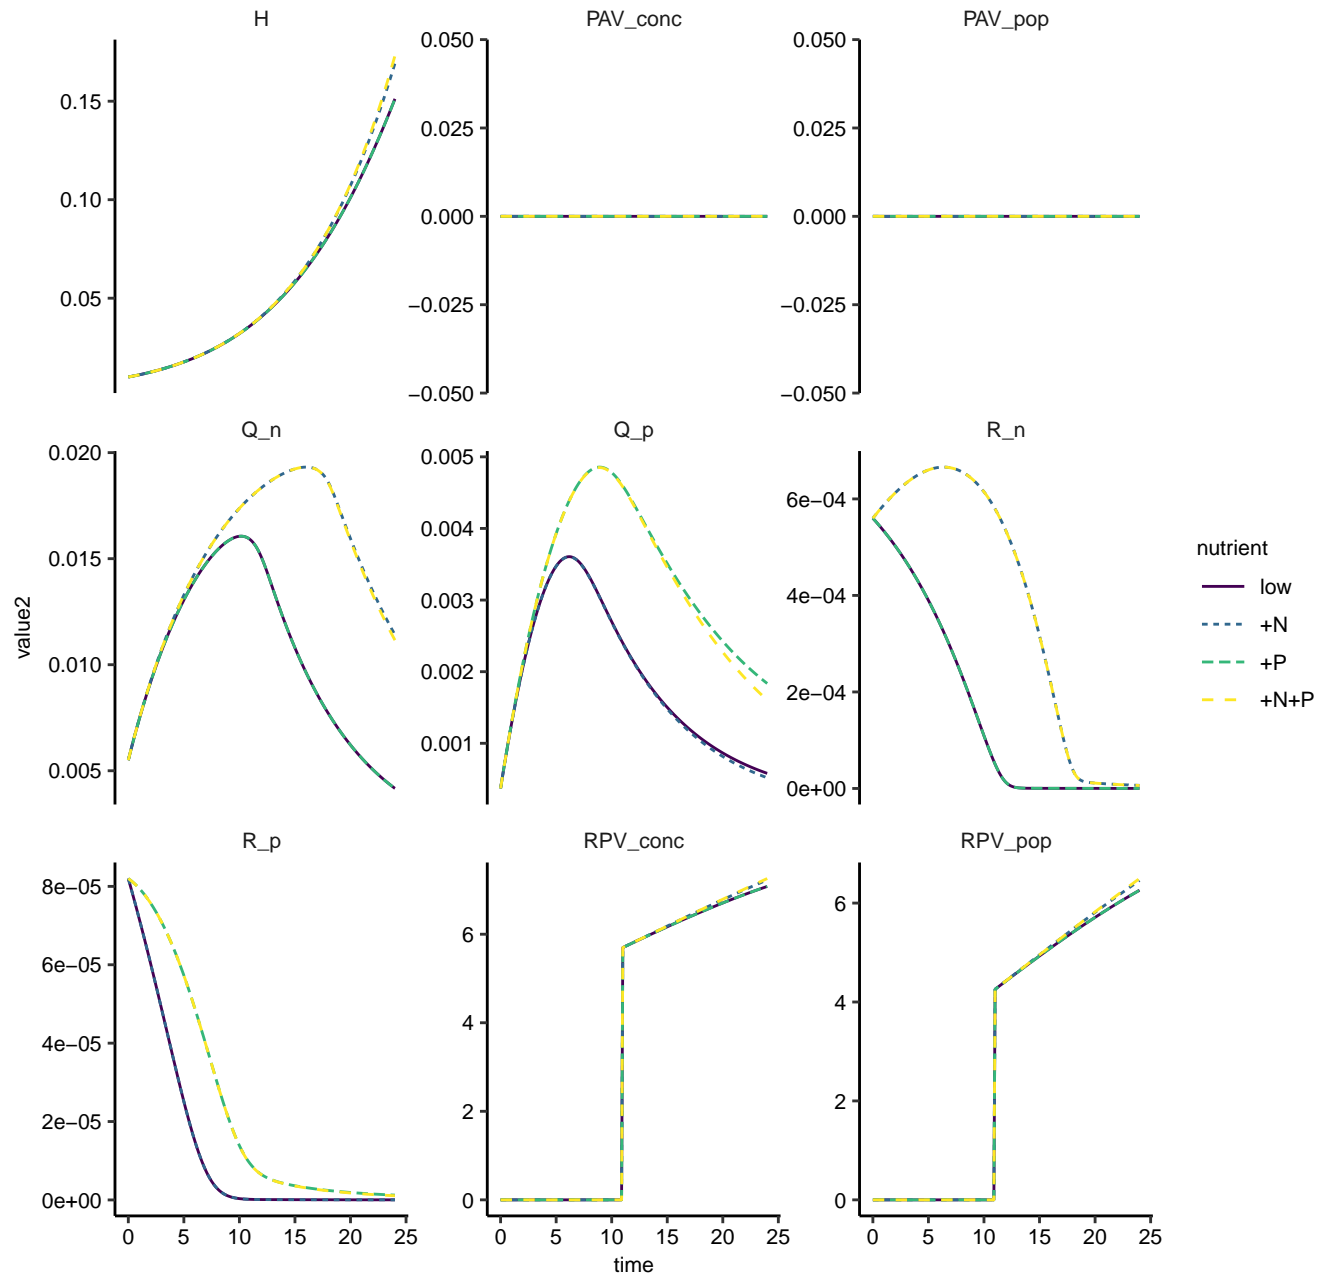 H
PAV_conc
PAV_pop
0.15
0.10
0.05
0.050
0.025
0.000
−0.025
−0.050
0.050
0.025
0.000
−0.025
−0.050
Q_n
Q_p
R_n
0.020
0.015
0.010
0.005
0.005
0.004
0.003
0.002
0.001
6e−04
4e−04
2e−04
0e+00
value2
R_p
RPV_conc
RPV_pop
8e−05
6e−05
4e−05
2e−05
0e+00
6
4
2
0
6
4
2
0
0 5 10 15 20 25
0 5 10 15 20 25
0 5 10 15 20 25
time
nutrient
low
+N
+P
+N+P